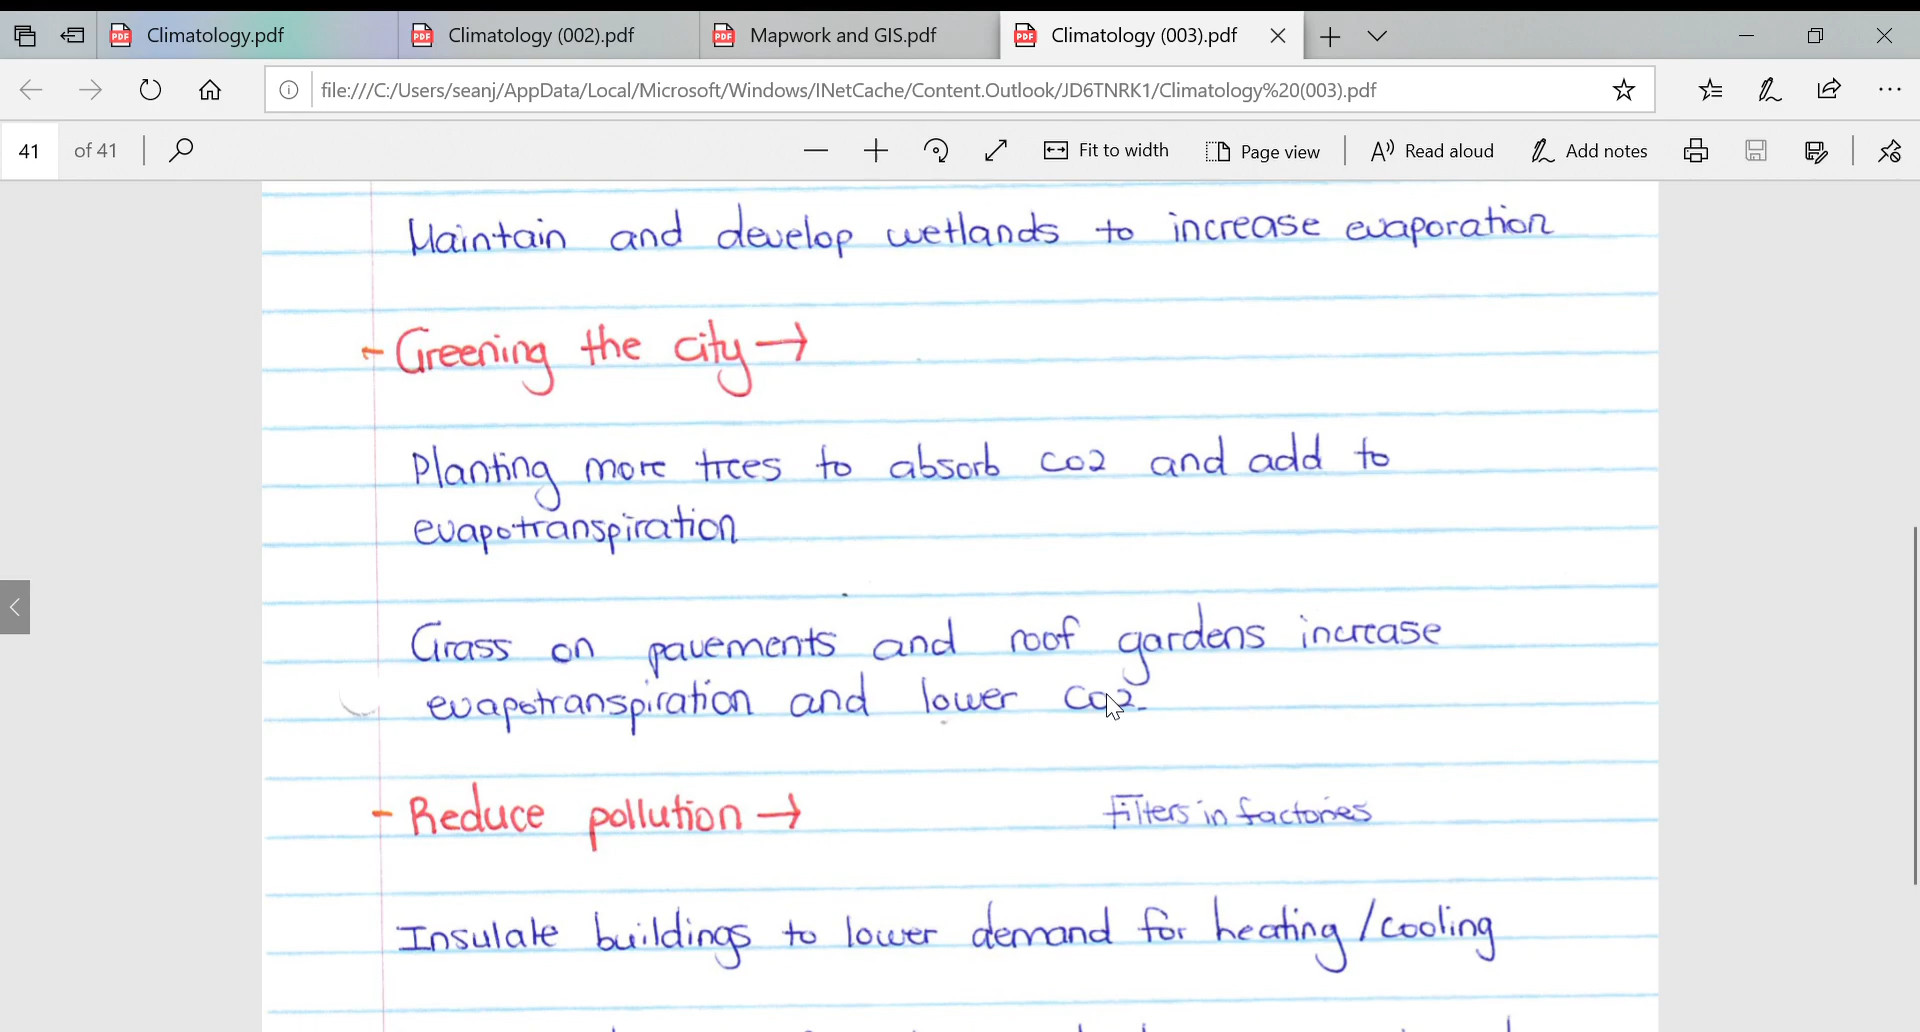 Climatology.pdf
Climatology (002).pdf
Mapwork and GIS.pdf
Climatology (003).pdf
file:///C:/Users/seanj/AppData/Local/Microsoft/Windows/INetCache/Content.Outlook/JD6TNRK1/Climatology%20(003).pdf
41 of 41
Fit to width
Page view
Read aloud
Add notes
Maintain and develop wetlands to increase evaporation
- Greening the city →
Planting more trees to absorb co2 and add to
evapotranspiration
Grass on pavements and roof gardens increase
evapotranspiration and lower co2.
- Reduce pollution → Filters in factories
Insulate buildings to lower demand for heating/cooling